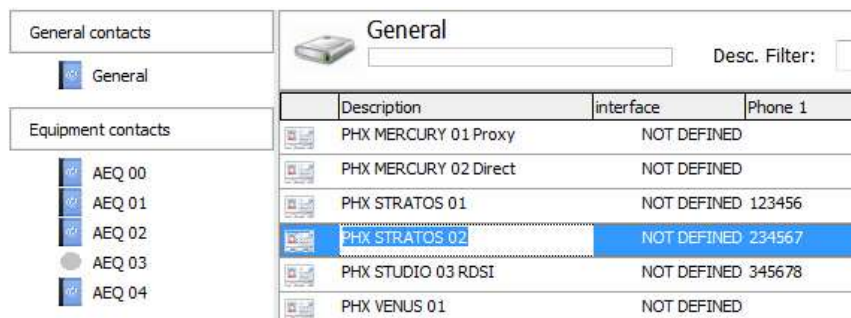 General contacts
General
Equipment contacts
AEQ 00
AEQ 01
AEQ 02
AEQ 03
AEQ 04
General
Desc. Filter:
Description interface Phone 1
PHX MERCURY 01 Proxy NOT DEFINED
PHX MERCURY 02 Direct NOT DEFINED
PHX STRATOS 01 NOT DEFINED 123456
PHX STRATOS 02 NOT DEFINED 234567
PHX STUDIO 03 RDSI NOT DEFINED 345678
PHX VENUS 01 NOT DEFINED